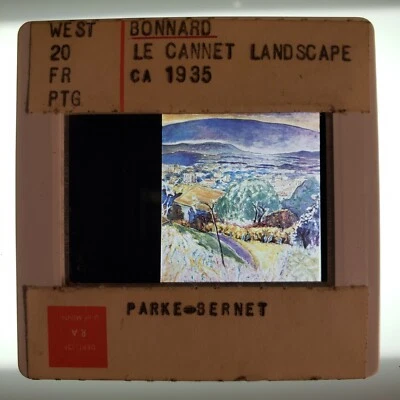 WEST BONNARD
20 LE CANNET LANDSCAPE
FR CA 1935
PTG
PARKE-BERNET